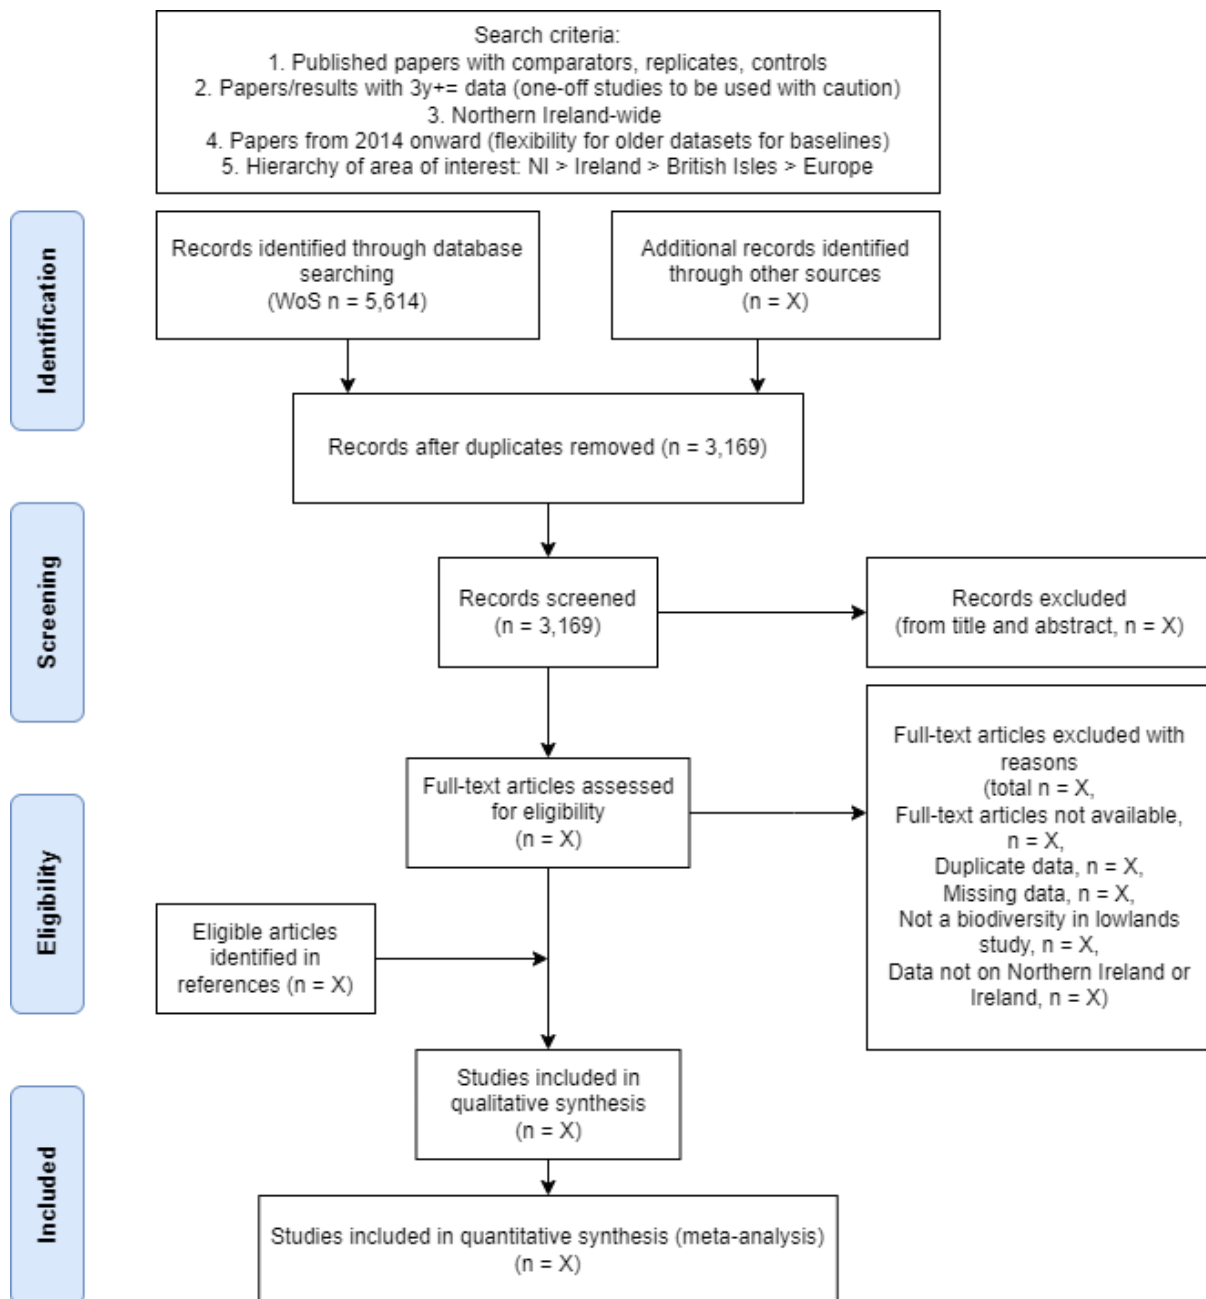 Search criteria:
1. Published papers with comparators, replicates, controls
2. Papers/results with 3y+= data (one-off studies to be used with caution)
3. Northern Ireland-wide
4. Papers from 2014 onward (flexibility for older datasets for baselines)
5. Hierarchy of area of interest: NI > Ireland > British Isles > Europe
Identification
Records identified through database
searching
(WoS n = 5,614)
Additional records identified
through other sources
(n = X)
Records after duplicates removed (n = 3,169)
Screening
Records screened
(n = 3,169)
Records excluded
(from title and abstract, n = X)
Eligibility
Full-text articles assessed
for eligibility
(n = X)
Full-text articles excluded with
reasons
(total n = X,
Full-text articles not available,
n = X,
Duplicate data, n = X,
Missing data, n = X,
Not a biodiversity in lowlands
study, n = X,
Data not on Northern Ireland or
Ireland, n = X)
Eligible articles
identified in
references (n = X)
Included
Studies included in
qualitative synthesis
(n = X)
Studies included in quantitative synthesis (meta-analysis)
(n = X)